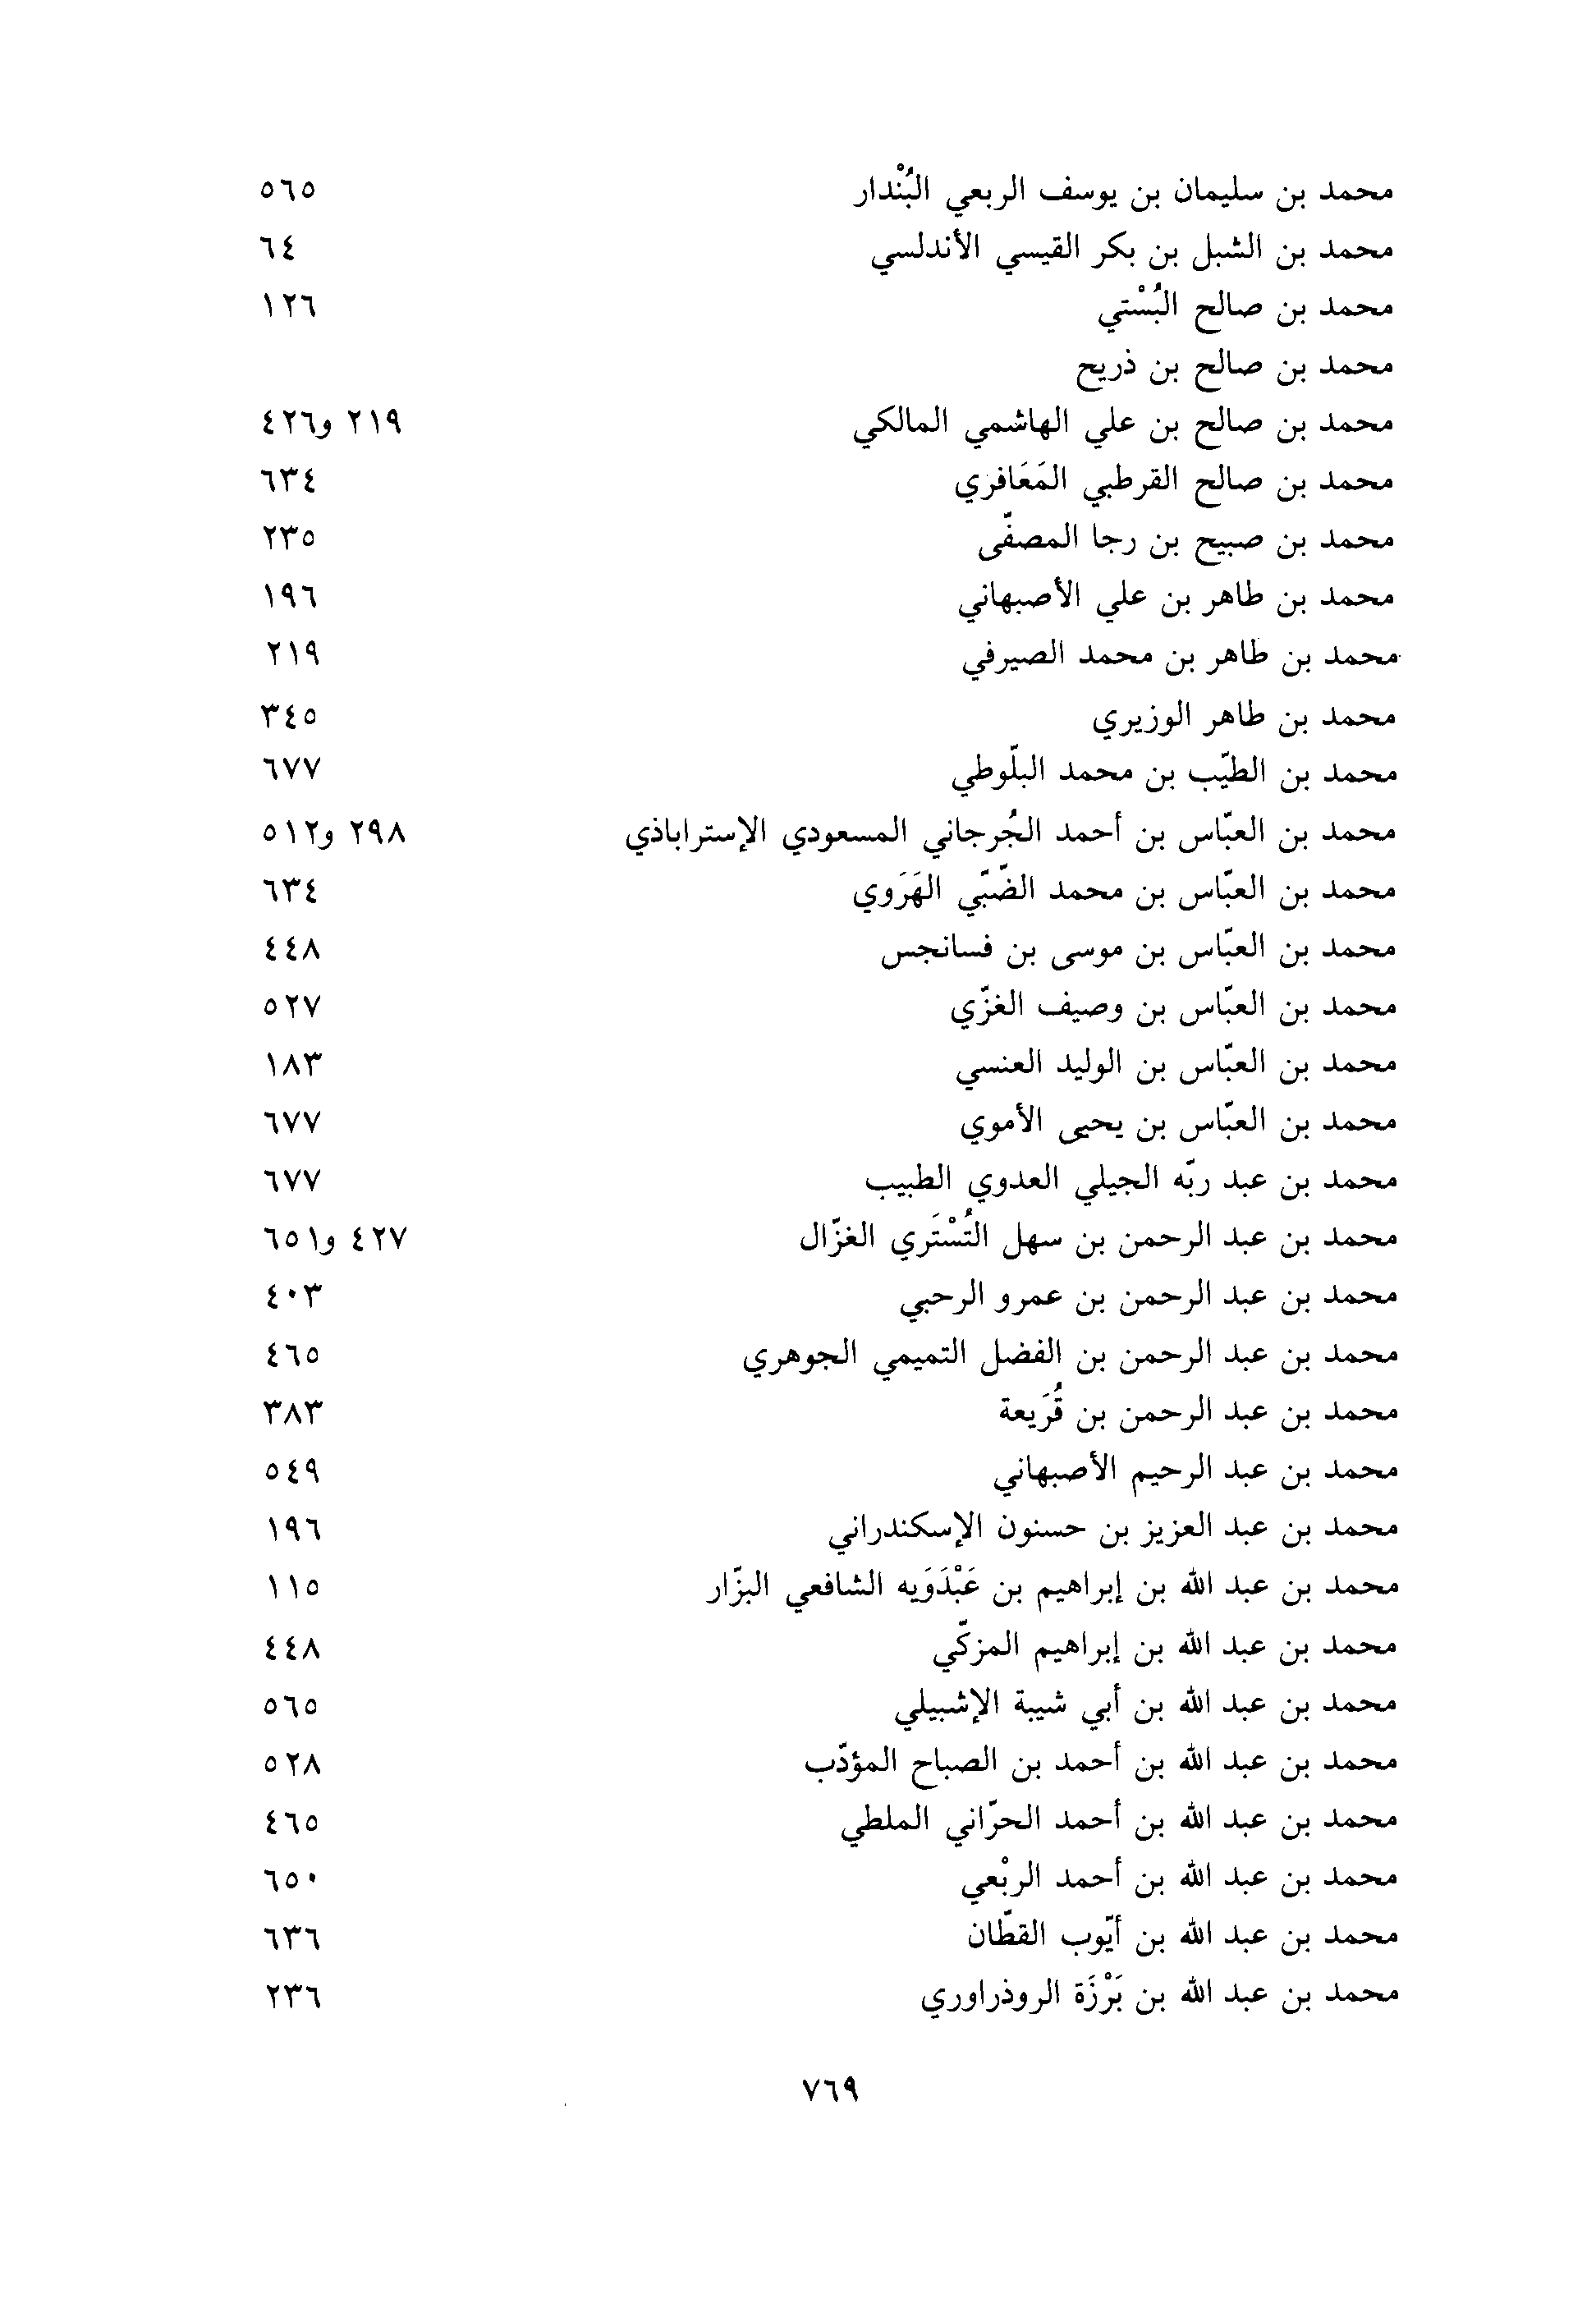 محمد بن سليمان بن يوسف الربعي البُنْدار ٥٦٥
محمد بن الشبل بن بكر القيسي الأندلسي ٦٤
محمد بن صالح البُسْتي ١٢٦
محمد بن صالح بن ذريح
محمد بن صالح بن علي الهاشمي المالكي ٢١٩ و٤٢٦
محمد بن صالح القرطبي المَعَافري ٦٣٤
محمد بن صبيح بن رجا المصفّى ٢٣٥
محمد بن طاهر بن علي الأصبهاني ١٩٦
محمد بن طاهر بن محمد الصيرفي ٢١٩
محمد بن طاهر الوزيري ٣٤٥
محمد بن الطيّب بن محمد البلّوطي ٦٧٧
محمد بن العبّاس بن أحمد الجُرجاني المسعودي الإستراباذي ٢٩٨ و٥١٢
محمد بن العبّاس بن محمد الضّبّي الهَرَوي ٦٣٤
محمد بن العبّاس بن موسى بن فسانجس ٤٤٨
محمد بن العبّاس بن وصيف الغزّي ٥٢٧
محمد بن العبّاس بن الوليد العنسي ١٨٣
محمد بن العبّاس بن يحيى الأموي ٦٧٧
محمد بن عبد ربّه الجيلي العدوي الطبيب ٦٧٧
محمد بن عبد الرحمن بن سهل التُسْتَري الغزّال ٤٢٧ و٦٥١
محمد بن عبد الرحمن بن عمرو الرحبي ٤٠٣
محمد بن عبد الرحمن بن الفضل التميمي الجوهري ٤٦٥
محمد بن عبد الرحمن بن قُرَيعة ٣٨٣
محمد بن عبد الرحيم الأصبهاني ٥٤٩
محمد بن عبد العزيز بن حسنون الإسكندراني ١٩٦
محمد بن عبد الله بن إبراهيم بن عَبْدَوَيه الشافعي البزّار ١١٥
محمد بن عبد الله بن إبراهيم المزكّي ٤٤٨
محمد بن عبد الله بن أبي شيبة الإشبيلي ٥٦٥
محمد بن عبد الله بن أحمد بن الصباح المؤدّب ٥٢٨
محمد بن عبد الله بن أحمد الحرّاني الملطي ٤٦٥
محمد بن عبد الله بن أحمد الربْعي ٦٥٠
محمد بن عبد الله بن أيّوب القطّان ٦٣٦
محمد بن عبد الله بن بَرْزَة الروذراوري ٢٣٦
٧٦٩